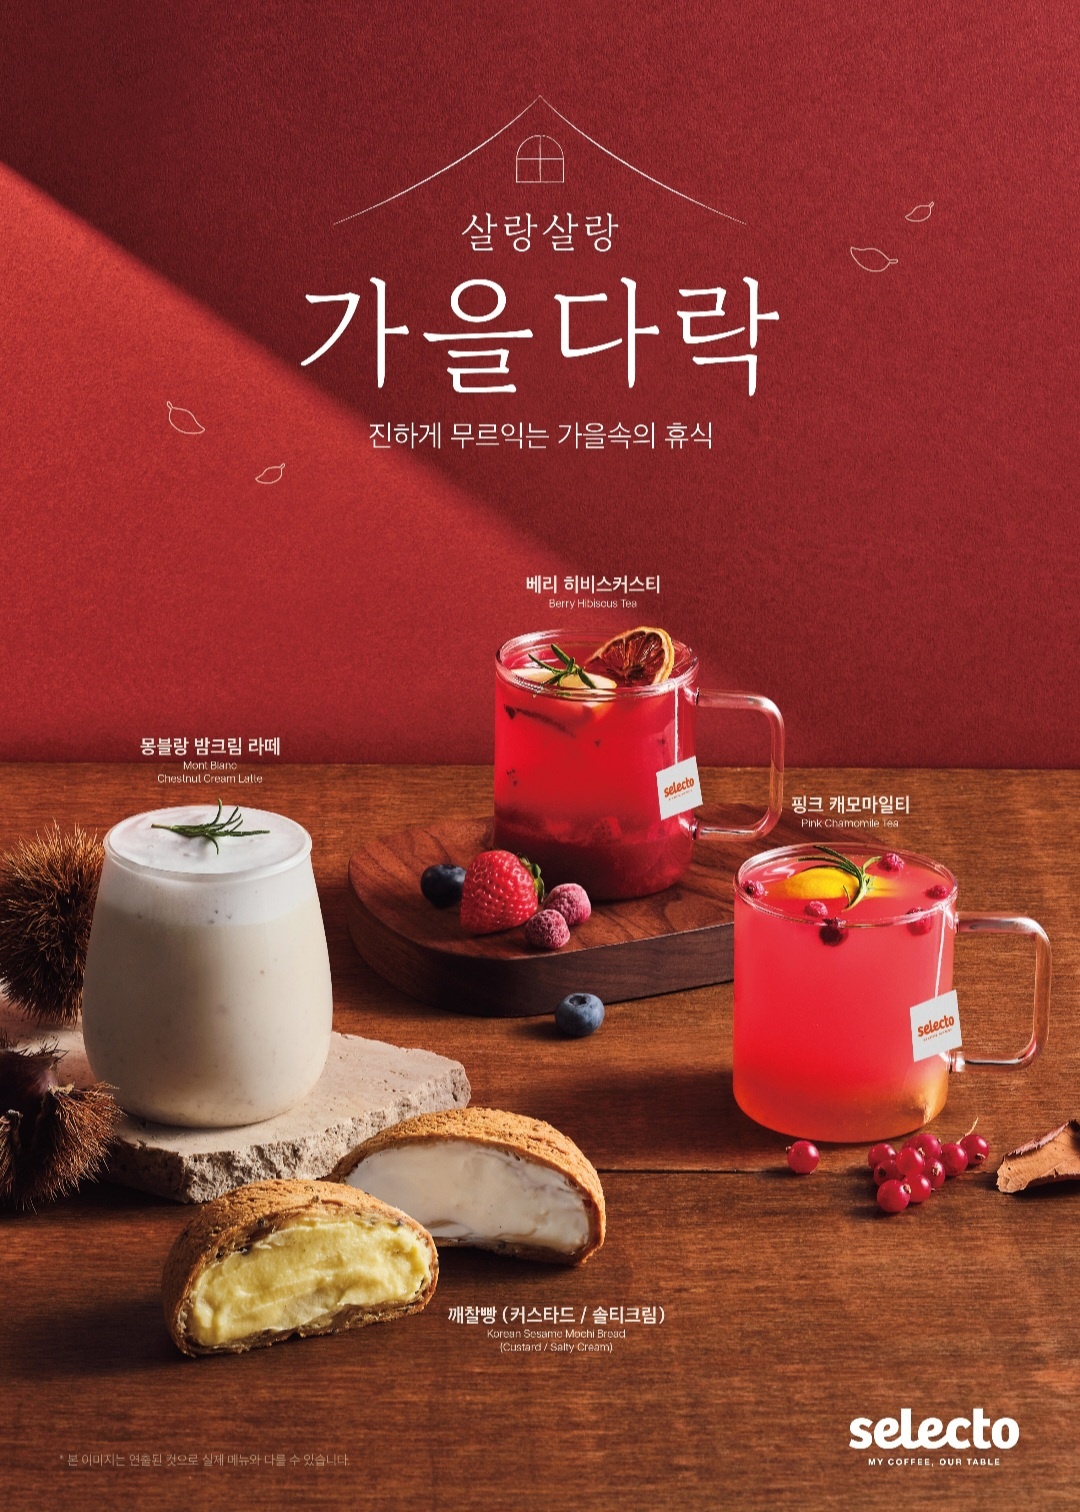 살랑살랑
가을다락
진하게 무르익는 가을속의 휴식
베리 히비스커스티
Berry Hibiscus Tea
몽블랑 밤크림 라떼
Mont Blanc
Chestnut Cream Latte
selecto
핑크 캐모마일티
Pink Chamomile Tea
selecto
깨찰빵 (커스타드 / 솔티크림)
Korean Sesame Mochi Bread
(Custard / Salty Cream)
selecto
MY COFFEE, OUR TABLE
* 본 이미지는 연출된 컷으로 실제 메뉴와 다를 수 있습니다.